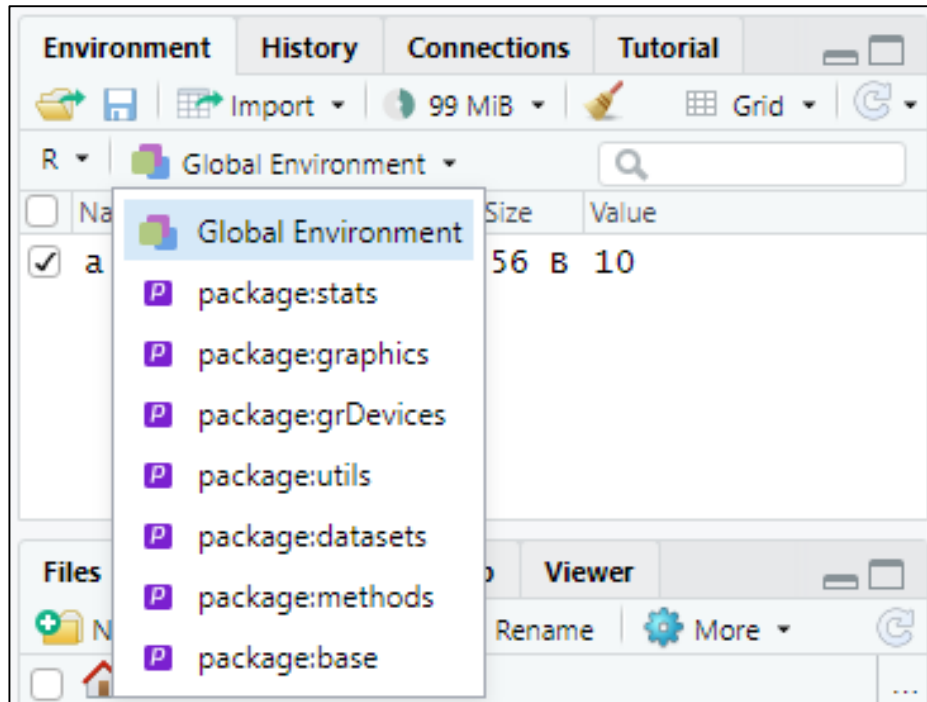 Environment History Connections Tutorial
Import 99 MiB Grid
R Global Environment
Na Size Value
Global Environment
a 56 B 10
P package:stats
P package:graphics
P package:grDevices
P package:utils
P package:datasets
P package:methods
P package:base
Files Viewer
N Rename More
...